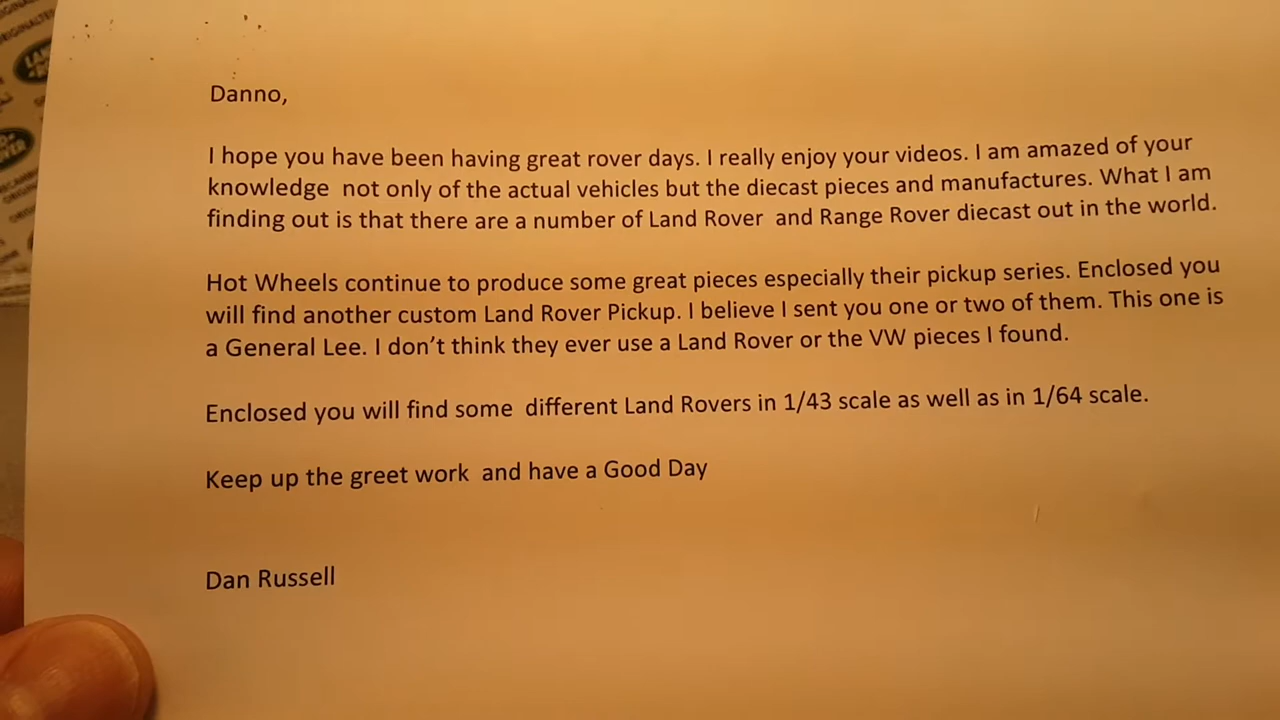 Danno,
I hope you have been having great rover days. I really enjoy your videos. I am amazed of your
knowledge not only of the actual vehicles but the diecast pieces and manufactures. What I am
finding out is that there are a number of Land Rover and Range Rover diecast out in the world.
Hot Wheels continue to produce some great pieces especially their pickup series. Enclosed you
will find another custom Land Rover Pickup. I believe I sent you one or two of them. This one is
a General Lee. I don't think they ever use a Land Rover or the VW pieces I found.
Enclosed you will find some different Land Rovers in 1/43 scale as well as in 1/64 scale.
Keep up the greet work and have a Good Day
Dan Russell